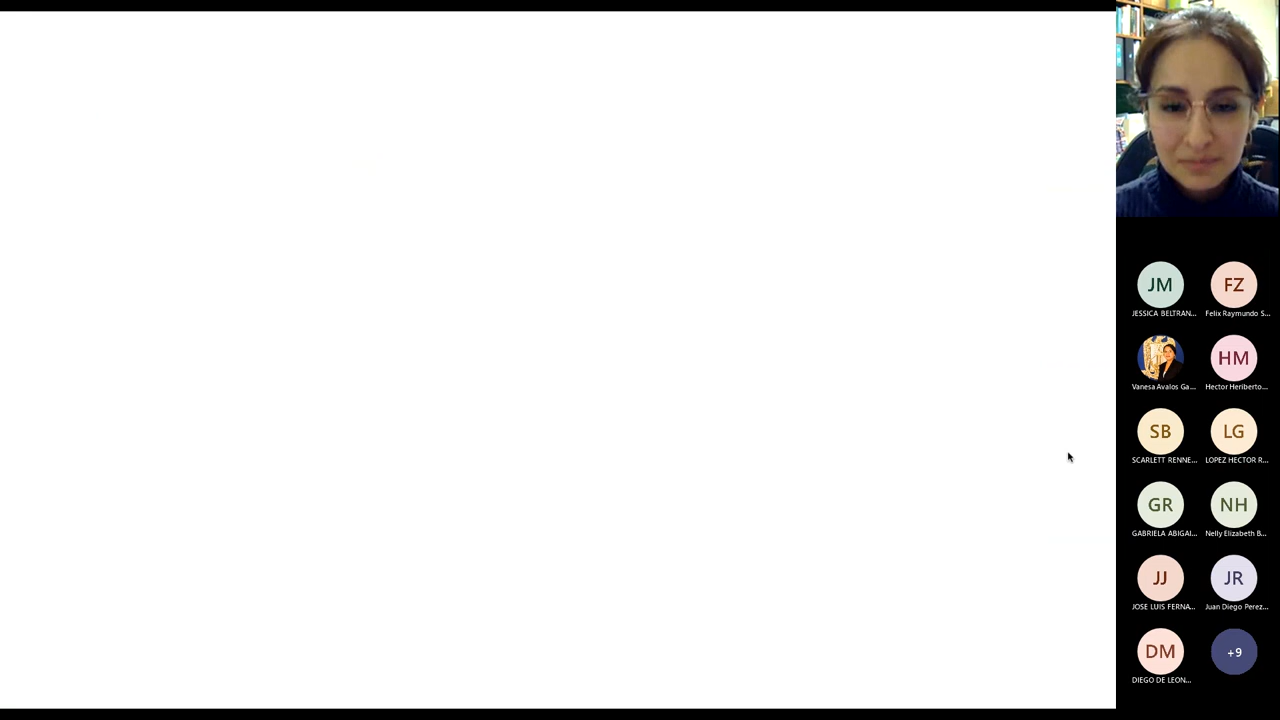 JM
FZ
JESSICA BELTRAN...
Felix Raymundo S...
HM
Vanesa Avalos Ga...
Hector Heriberto...
SB
LG
SCARLETT RENNE...
LOPEZ HECTOR R...
GR
NH
GABRIELA ABIGAI...
Nelly Elizabeth B...
JJ
JR
JOSE LUIS FERNA...
Juan Diego Perez...
DM
+9
DIEGO DE LEON...